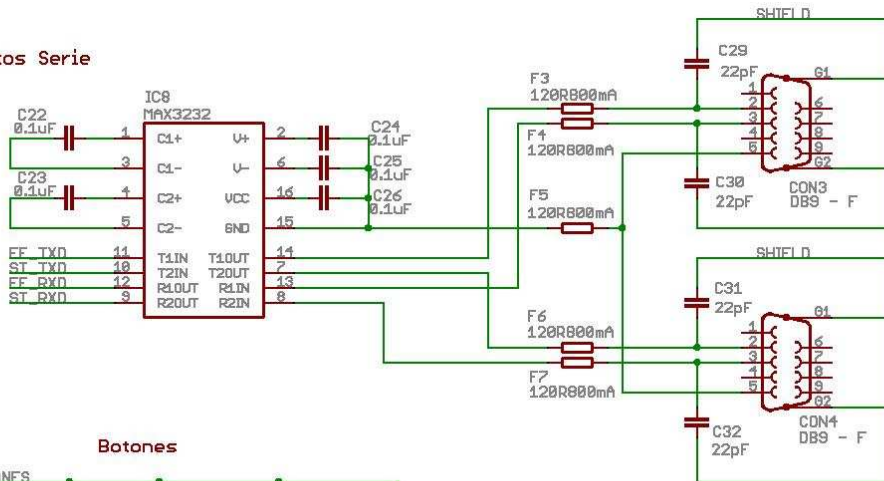 tos Serie
IC8
MAX3232
C22
0.1uF
C23
0.1uF
1 C1+ V+ 2
3 C1- V- 6
4 C2+ VCC 16
5 C2- GND 15
11 T1IN T1OUT 14
10 T2IN T2OUT 7
12 R1OUT R1IN 13
9 R2OUT R2IN 8
FF_TXD
ST_TXD
FF_RXD
ST_RXD
C24
0.1uF
C25
0.1uF
C26
0.1uF
F3
120R800mA
F4
120R800mA
F5
120R800mA
F6
120R800mA
F7
120R800mA
SHIELD
C29
22pF
C30
22pF
G1
1
2
3
4
5
6
7
8
9
G2
CON3
DB9 - F
SHIELD
C31
22pF
C32
22pF
G1
1
2
3
4
5
6
7
8
9
G2
CON4
DB9 - F
Botones